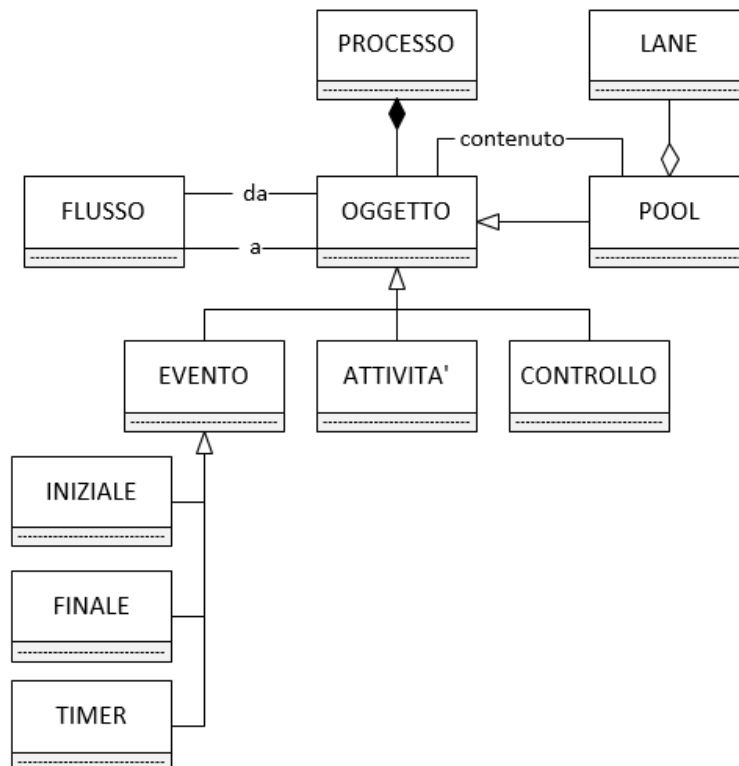 PROCESSO
LANE
contenuto
da
FLUSSO
OGGETTO
POOL
a
EVENTO
ATTIVITA'
CONTROLLO
INIZIALE
FINALE
TIMER